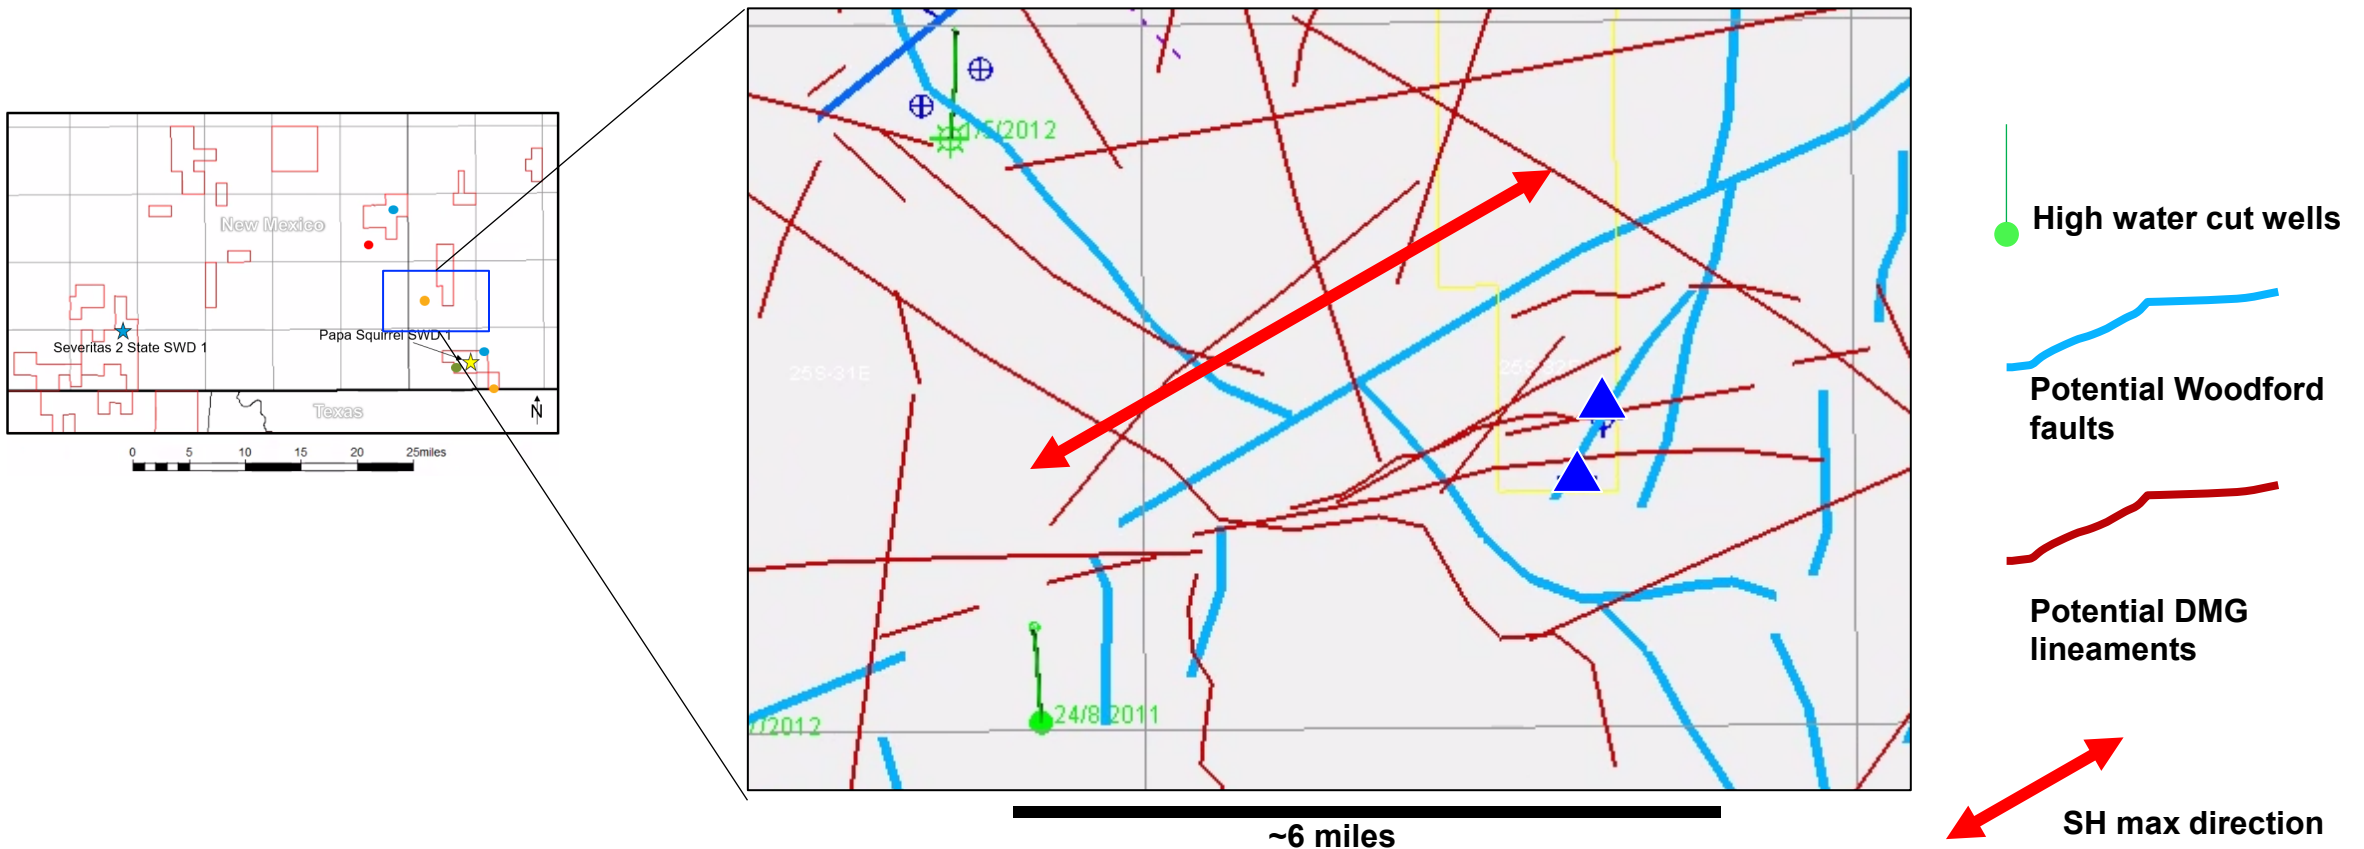 New Mexico
Severitas 2 State SWD 1
Papa Squirrel SWD 1
Texas
N
0 5 10 15 20 25miles
/5/2012
25S-31E
24/8/2011
/2012
~6 miles
High water cut wells
Potential Woodford
faults
Potential DMG
lineaments
SH max direction